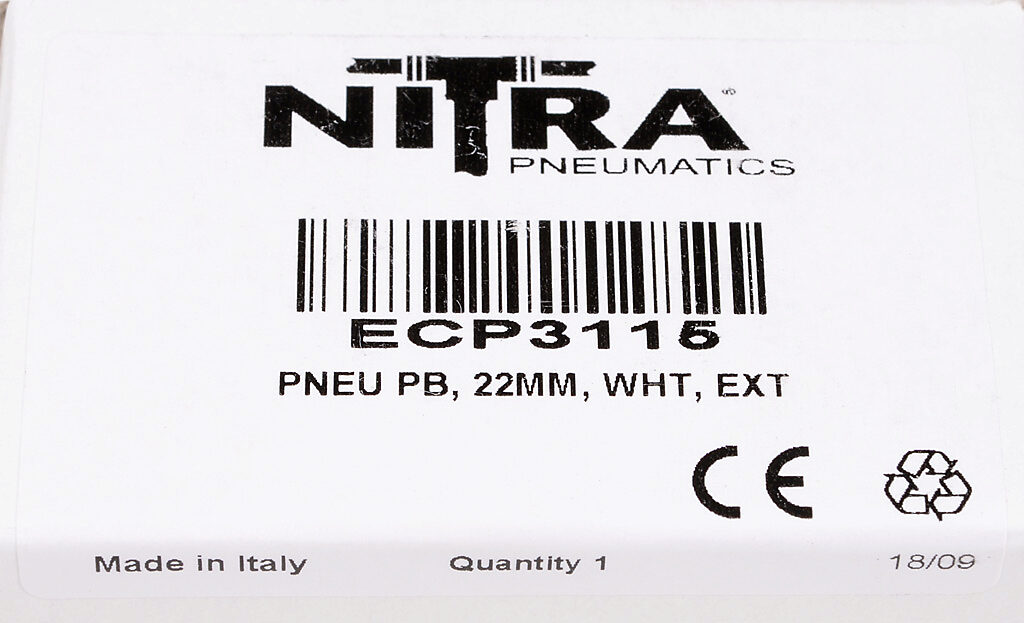 NITRA®
PNEUMATICS
ECP3115
PNEU PB, 22MM, WHT, EXT
CE
Made in Italy Quantity 1 18/09